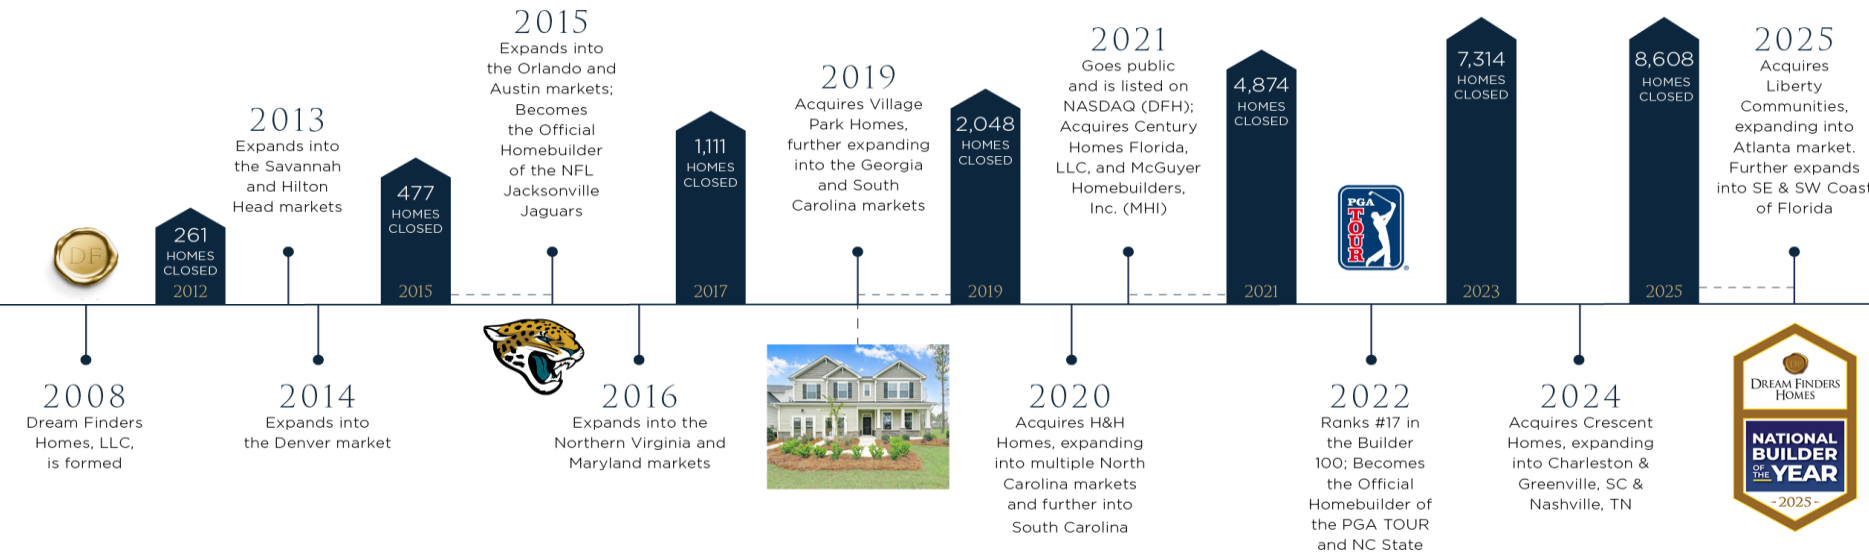 DF
2008
Dream Finders
Homes, LLC,
is formed
261
HOMES
CLOSED
2012
2013
Expands into
the Savannah
and Hilton
Head markets
2014
Expands into
the Denver market
477
HOMES
CLOSED
2015
2015
Expands into
the Orlando and
Austin markets;
Becomes
the Official
Homebuilder
of the NFL
Jacksonville
Jaguars
2016
Expands into the
Northern Virginia and
Maryland markets
1,111
HOMES
CLOSED
2017
2019
Acquires Village
Park Homes,
further expanding
into the Georgia
and South
Carolina markets
2,048
HOMES
CLOSED
2019
2020
Acquires H&H
Homes, expanding
into multiple North
Carolina markets
and further into
South Carolina
2021
Goes public
and is listed on
NASDAQ (DFH);
Acquires Century
Homes Florida,
LLC, and McGuyer
Homebuilders,
Inc. (MHI)
4,874
HOMES
CLOSED
2021
PGA
TOUR
®
2022
Ranks #17 in
the Builder
100; Becomes
the Official
Homebuilder of
the PGA TOUR
and NC State
7,314
HOMES
CLOSED
2023
2024
Acquires Crescent
Homes, expanding
into Charleston &
Greenville, SC &
Nashville, TN
8,608
HOMES
CLOSED
2025
2025
Acquires
Liberty
Communities,
expanding into
Atlanta market.
Further expands
into SE & SW Coast
of Florida
DREAM FINDERS
HOMES
NATIONAL
BUILDER
OF THE YEAR
-2025-